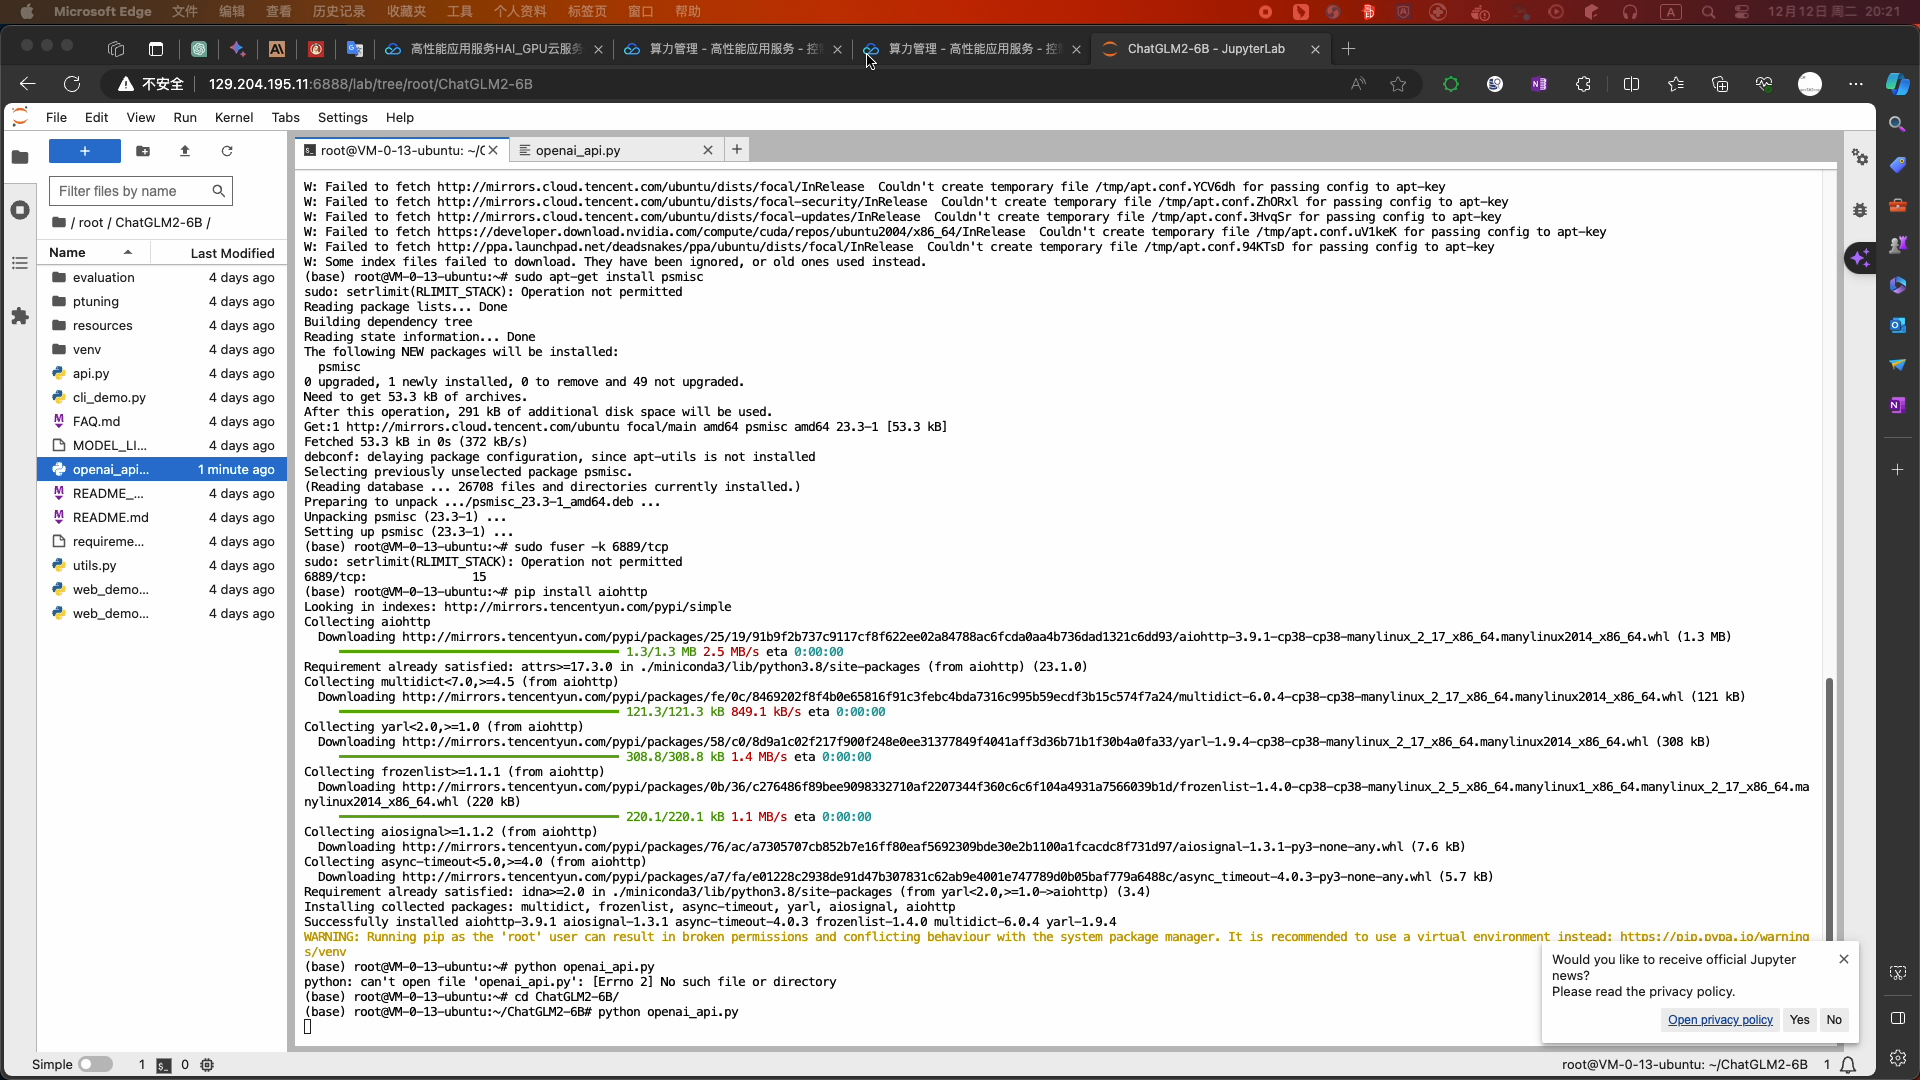 Microsoft Edge 文件 编辑 查看 历史记录 收藏夹 工具 个人资料 标签页 窗口 帮助 12月12日 周二 20:21
高性能应用服务HAI_GPU云服务 算力管理 - 高性能应用服务 - 控 算力管理 - 高性能应用服务 - 控 ChatGLM2-6B - JupyterLab
不安全 129.204.195.11:6888/lab/tree/root/ChatGLM2-6B
File Edit View Run Kernel Tabs Settings Help
root@VM-0-13-ubuntu: ~/C openai_api.py
Filter files by name
/ root / ChatGLM2-6B /
Name Last Modified
evaluation 4 days ago
ptuning 4 days ago
resources 4 days ago
venv 4 days ago
api.py 4 days ago
cli_demo.py 4 days ago
FAQ.md 4 days ago
MODEL_LI... 4 days ago
openai_api... 1 minute ago
README_... 4 days ago
README.md 4 days ago
requireme... 4 days ago
utils.py 4 days ago
web_demo... 4 days ago
web_demo... 4 days ago
W: Failed to fetch http://mirrors.cloud.tencent.com/ubuntu/dists/focal/InRelease Couldn't create temporary file /tmp/apt.conf.YCV6dh for passing config to apt-key
W: Failed to fetch http://mirrors.cloud.tencent.com/ubuntu/dists/focal-security/InRelease Couldn't create temporary file /tmp/apt.conf.ZhORxl for passing config to apt-key
W: Failed to fetch http://mirrors.cloud.tencent.com/ubuntu/dists/focal-updates/InRelease Couldn't create temporary file /tmp/apt.conf.3HvqSr for passing config to apt-key
W: Failed to fetch https://developer.download.nvidia.com/compute/cuda/repos/ubuntu2004/x86_64/InRelease Couldn't create temporary file /tmp/apt.conf.uV1keK for passing config to apt-key
W: Failed to fetch http://ppa.launchpad.net/deadsnakes/ppa/ubuntu/dists/focal/InRelease Couldn't create temporary file /tmp/apt.conf.94KTsD for passing config to apt-key
W: Some index files failed to download. They have been ignored, or old ones used instead.
(base) root@VM-0-13-ubuntu:~# sudo apt-get install psmisc
sudo: setrlimit(RLIMIT_STACK): Operation not permitted
Reading package lists... Done
Building dependency tree
Reading state information... Done
The following NEW packages will be installed:
psmisc
0 upgraded, 1 newly installed, 0 to remove and 49 not upgraded.
Need to get 53.3 kB of archives.
After this operation, 291 kB of additional disk space will be used.
Get:1 http://mirrors.cloud.tencent.com/ubuntu focal/main amd64 psmisc amd64 23.3-1 [53.3 kB]
Fetched 53.3 kB in 0s (372 kB/s)
debconf: delaying package configuration, since apt-utils is not installed
Selecting previously unselected package psmisc.
(Reading database ... 26708 files and directories currently installed.)
Preparing to unpack .../psmisc_23.3-1_amd64.deb ...
Unpacking psmisc (23.3-1) ...
Setting up psmisc (23.3-1) ...
(base) root@VM-0-13-ubuntu:~# sudo fuser -k 6889/tcp
sudo: setrlimit(RLIMIT_STACK): Operation not permitted
6889/tcp: 15
(base) root@VM-0-13-ubuntu:~# pip install aiohttp
Looking in indexes: http://mirrors.tencentyun.com/pypi/simple
Collecting aiohttp
Downloading http://mirrors.tencentyun.com/pypi/packages/25/19/91b9f2b737c9117cf8f622ee02a84788ac6fcda0aa4b736dad1321c6dd93/aiohttp-3.9.1-cp38-cp38-manylinux_2_17_x86_64.manylinux2014_x86_64.whl (1.3 MB)
1.3/1.3 MB 2.5 MB/s eta 0:00:00
Requirement already satisfied: attrs>=17.3.0 in ./miniconda3/lib/python3.8/site-packages (from aiohttp) (23.1.0)
Collecting multidict<7.0,>=4.5 (from aiohttp)
Downloading http://mirrors.tencentyun.com/pypi/packages/fe/0c/8469202f8f4b0e65816f91c3febc4bda7316c995b59ecdf3b15c574f7a24/multidict-6.0.4-cp38-cp38-manylinux_2_17_x86_64.manylinux2014_x86_64.whl (121 kB)
121.3/121.3 kB 849.1 kB/s eta 0:00:00
Collecting yarl<2.0,>=1.0 (from aiohttp)
Downloading http://mirrors.tencentyun.com/pypi/packages/58/c0/8d9a1c02f217f900f248e0ee31377849f4041aff3d36b71b1f30b4a0fa33/yarl-1.9.4-cp38-cp38-manylinux_2_17_x86_64.manylinux2014_x86_64.whl (308 kB)
308.8/308.8 kB 1.4 MB/s eta 0:00:00
Collecting frozenlist>=1.1.1 (from aiohttp)
Downloading http://mirrors.tencentyun.com/pypi/packages/0b/36/c276486f89bee9098332710af2207344f360c6c6f104a4931a7566039b1d/frozenlist-1.4.0-cp38-cp38-manylinux_2_5_x86_64.manylinux1_x86_64.manylinux_2_17_x86_64.ma
nylinux2014_x86_64.whl (220 kB)
220.1/220.1 kB 1.1 MB/s eta 0:00:00
Collecting aiosignal>=1.1.2 (from aiohttp)
Downloading http://mirrors.tencentyun.com/pypi/packages/76/ac/a7305707cb852b7e16ff80eaf5692309bde30e2b1100a1fcacdc8f731d97/aiosignal-1.3.1-py3-none-any.whl (7.6 kB)
Collecting async-timeout<5.0,>=4.0 (from aiohttp)
Downloading http://mirrors.tencentyun.com/pypi/packages/a7/fa/e01228c2938de91d47b307831c62ab9e4001e747789d0b05baf779a6488c/async_timeout-4.0.3-py3-none-any.whl (5.7 kB)
Requirement already satisfied: idna>=2.0 in ./miniconda3/lib/python3.8/site-packages (from yarl<2.0,>=1.0->aiohttp) (3.4)
Installing collected packages: multidict, frozenlist, async-timeout, yarl, aiosignal, aiohttp
Successfully installed aiohttp-3.9.1 aiosignal-1.3.1 async-timeout-4.0.3 frozenlist-1.4.0 multidict-6.0.4 yarl-1.9.4
WARNING: Running pip as the 'root' user can result in broken permissions and conflicting behaviour with the system package manager. It is recommended to use a virtual environment instead: https://pip.pypa.io/warning
s/venv
(base) root@VM-0-13-ubuntu:~# python openai_api.py
python: can't open file 'openai_api.py': [Errno 2] No such file or directory
(base) root@VM-0-13-ubuntu:~# cd ChatGLM2-6B/
(base) root@VM-0-13-ubuntu:~/ChatGLM2-6B# python openai_api.py
Would you like to receive official Jupyter
news?
Please read the privacy policy.
Open privacy policy Yes No
Simple 1 0 root@VM-0-13-ubuntu: ~/ChatGLM2-6B 1